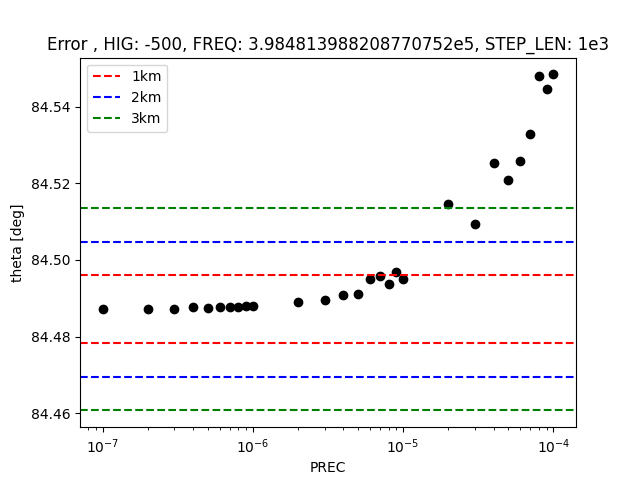 Error , HIG: -500, FREQ: 3.984813988208770752e5, STEP_LEN: 1e3
1km
2km
3km
84.54
84.52
84.50
84.48
84.46
theta [deg]
10⁻⁷
10⁻⁶
10⁻⁵
10⁻⁴
PREC